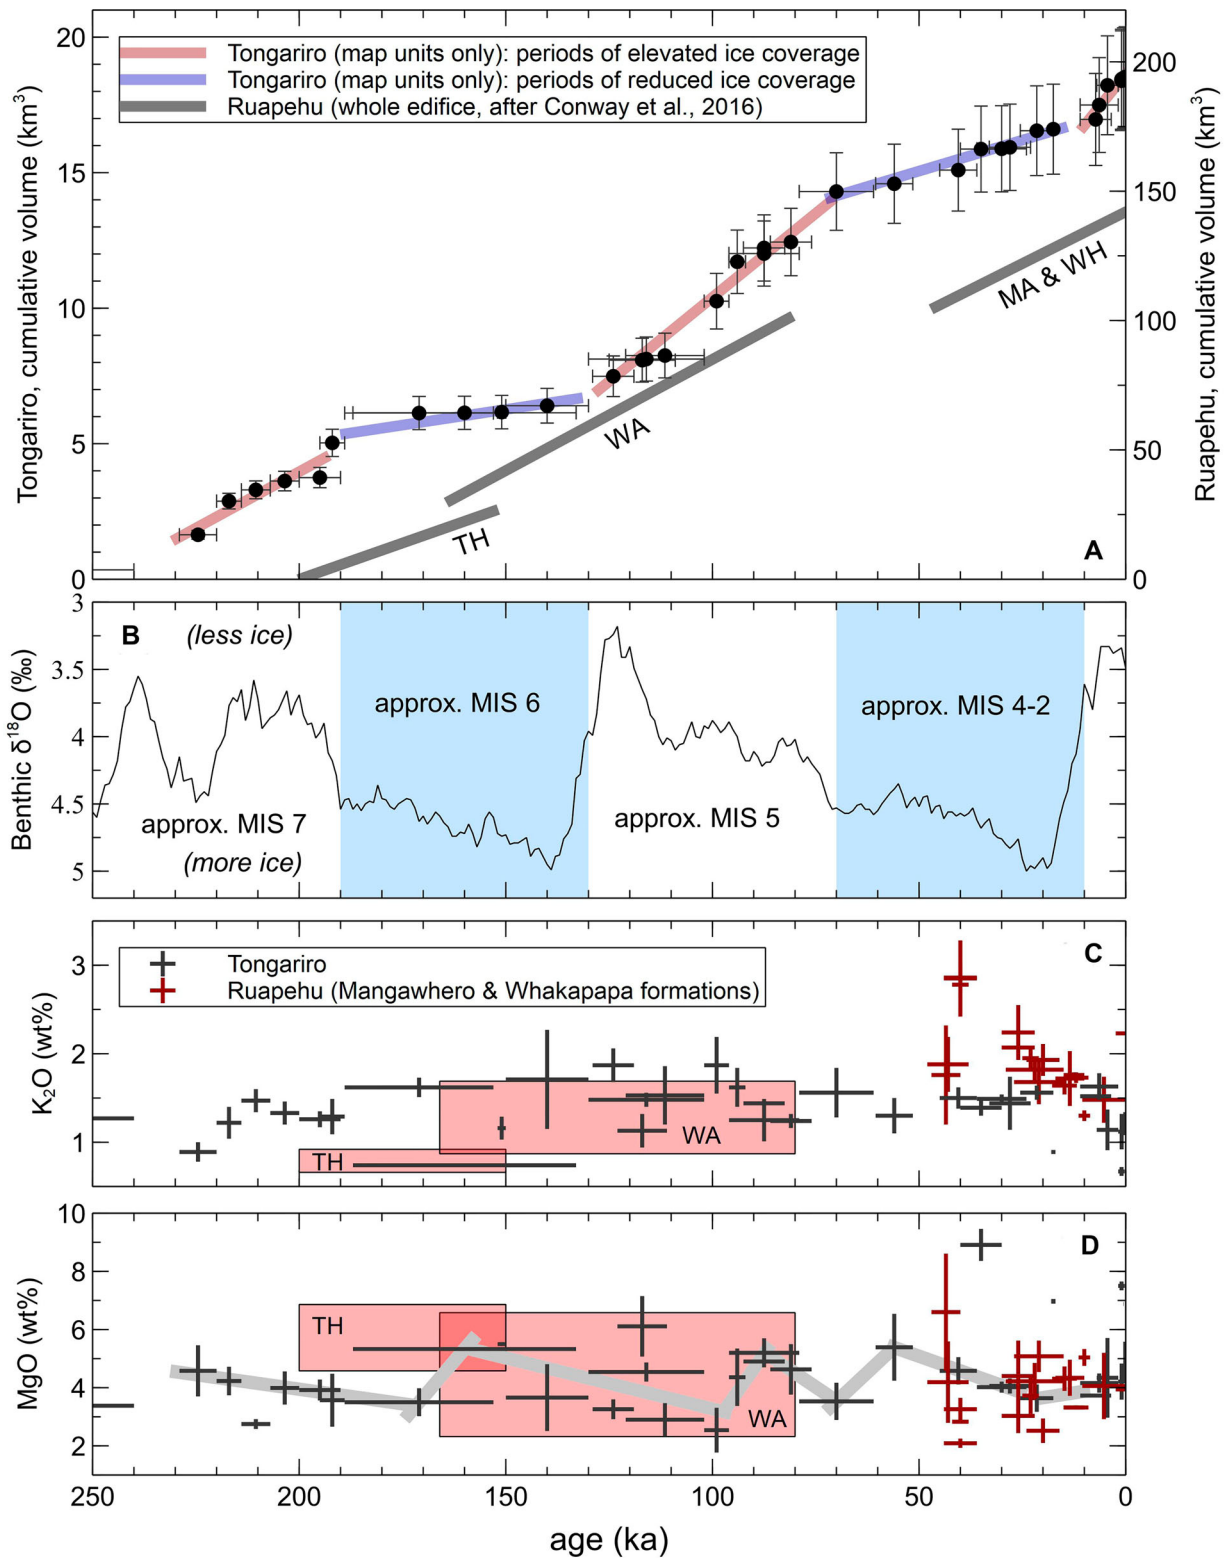 20
15
10
5
0
Tongariro, cumulative volume (km³)
Tongariro (map units only): periods of elevated ice coverage
Tongariro (map units only): periods of reduced ice coverage
Ruapehu (whole edifice, after Conway et al., 2016)
TH
WA
MA & WH
A
200
150
100
50
0
Ruapehu, cumulative volume (km³)
3
3.5
4
4.5
5
Benthic δ¹⁸O (‰)
B
(less ice)
approx. MIS 6
approx. MIS 4-2
approx. MIS 7
approx. MIS 5
(more ice)
3
2
1
K₂O (wt%)
C
Tongariro
Ruapehu (Mangawhero & Whakapapa formations)
TH
WA
10
8
6
4
2
MgO (wt%)
D
TH
WA
250
200
150
100
50
0
age (ka)